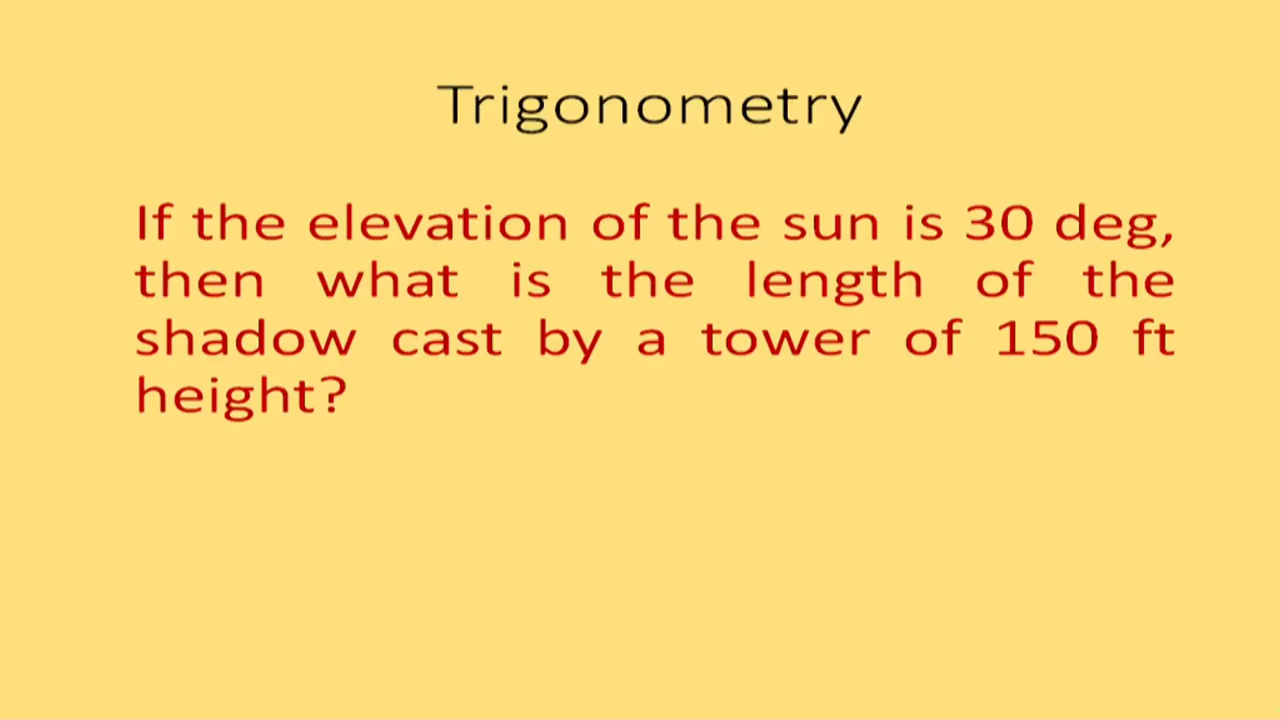 Trigonometry
If the elevation of the sun is 30 deg,
then what is the length of the
shadow cast by a tower of 150 ft
height?